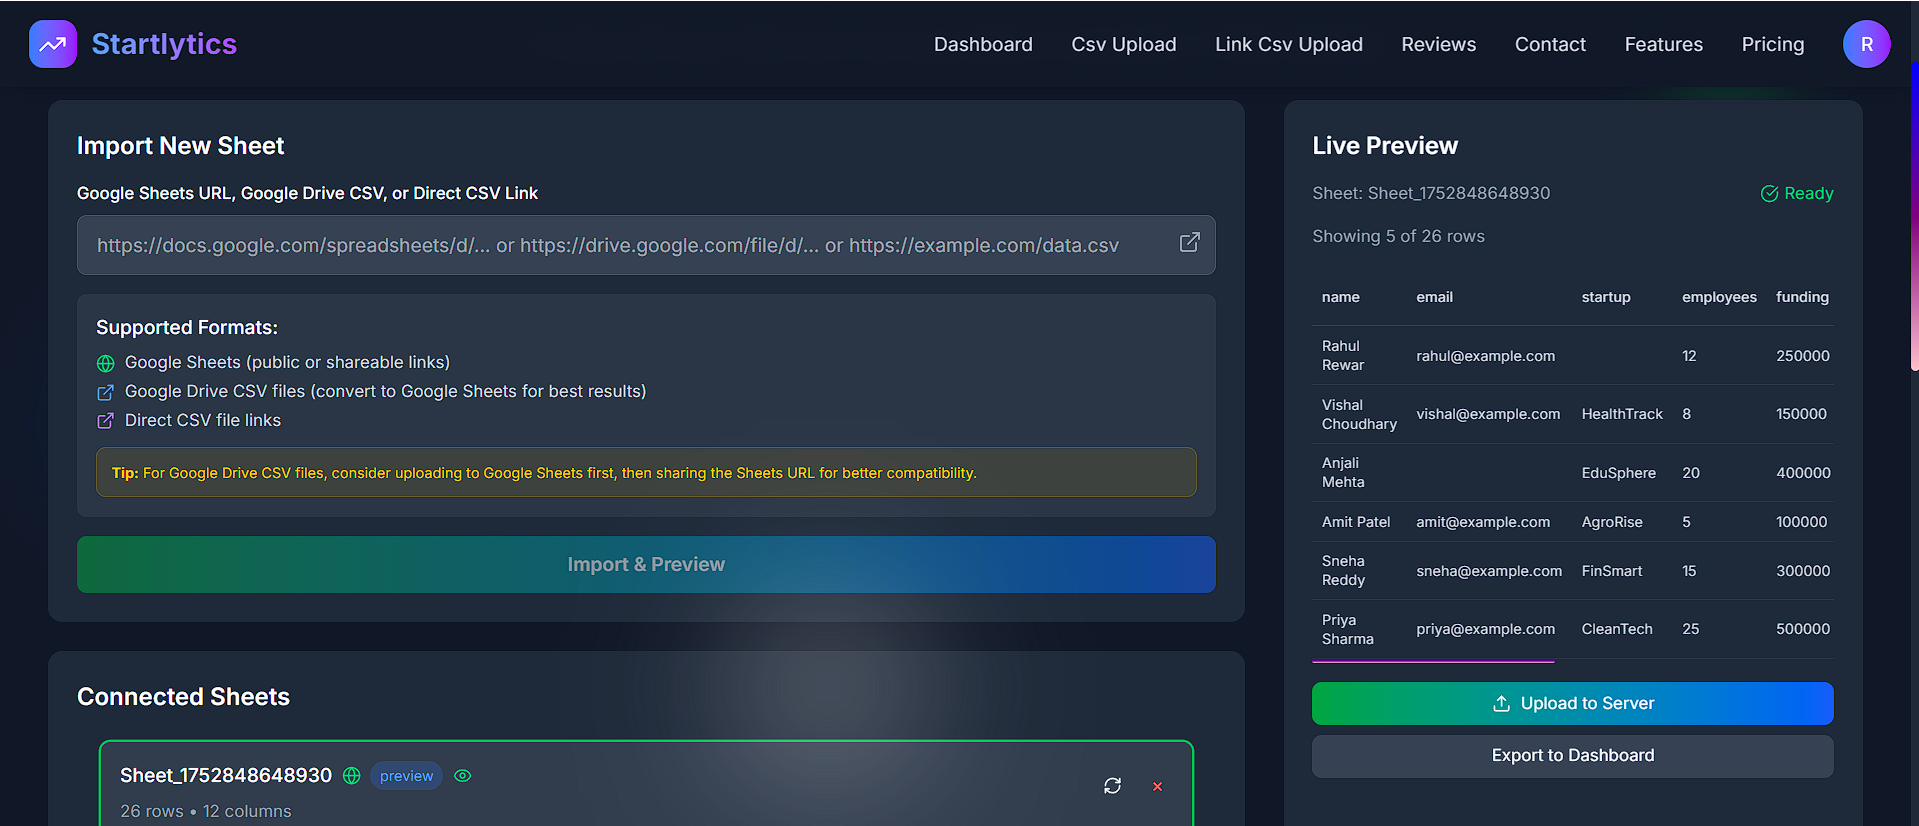 Startlytics
Dashboard Csv Upload Link Csv Upload Reviews Contact Features Pricing R
Import New Sheet
Google Sheets URL, Google Drive CSV, or Direct CSV Link
https://docs.google.com/spreadsheets/d/... or https://drive.google.com/file/d/... or https://example.com/data.csv
Supported Formats:
Google Sheets (public or shareable links)
Google Drive CSV files (convert to Google Sheets for best results)
Direct CSV file links
Tip: For Google Drive CSV files, consider uploading to Google Sheets first, then sharing the Sheets URL for better compatibility.
Import & Preview
Connected Sheets
Sheet_1752848648930 preview
26 rows • 12 columns
Live Preview
Sheet: Sheet_1752848648930 Ready
Showing 5 of 26 rows
name email startup employees funding
Rahul
Rewar rahul@example.com 12 250000
Vishal
Choudhary vishal@example.com HealthTrack 8 150000
Anjali
Mehta EduSphere 20 400000
Amit Patel amit@example.com AgroRise 5 100000
Sneha
Reddy sneha@example.com FinSmart 15 300000
Priya
Sharma priya@example.com CleanTech 25 500000
Upload to Server
Export to Dashboard